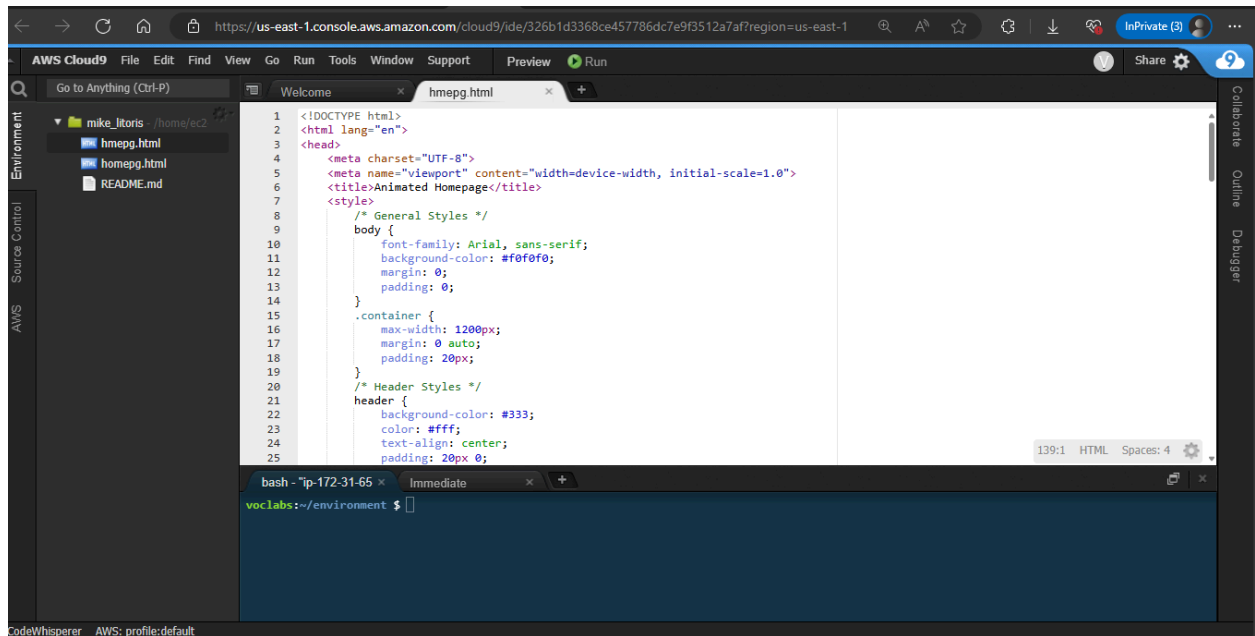 https://us-east-1.console.aws.amazon.com/cloud9/ide/326b1d3368ce457786dc7e9f3512a7af?region=us-east-1
InPrivate (3)
AWS Cloud9 File Edit Find View Go Run Tools Window Support Preview Run
V Share 9
Go to Anything (Ctrl-P)
Welcome hmepg.html
mike_litoris - /home/ec2
hmepg.html
homepg.html
README.md
Environment
Source Control
AWS
1 <!DOCTYPE html>
2 <html lang="en">
3 <head>
4 <meta charset="UTF-8">
5 <meta name="viewport" content="width=device-width, initial-scale=1.0">
6 <title>Animated Homepage</title>
7 <style>
8 /* General Styles */
9 body {
10 font-family: Arial, sans-serif;
11 background-color: #f0f0f0;
12 margin: 0;
13 padding: 0;
14 }
15 .container {
16 max-width: 1200px;
17 margin: 0 auto;
18 padding: 20px;
19 }
20 /* Header Styles */
21 header {
22 background-color: #333;
23 color: #fff;
24 text-align: center;
25 padding: 20px 0;
139:1 HTML Spaces: 4
Collaborate
Outline
Debugger
bash - "ip-172-31-65 Immediate
voclabs:~/environment $
CodeWhisperer AWS: profile:default